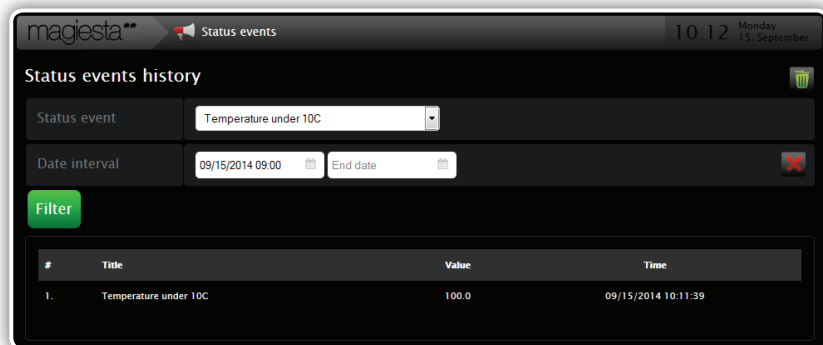 magiesta
Status events
10:12
Monday
15. September
Status events history
Status event
Temperature under 10C
Date interval
09/15/2014 09:00
End date
Filter
# Title Value Time
1. Temperature under 10C 100.0 09/15/2014 10:11:39